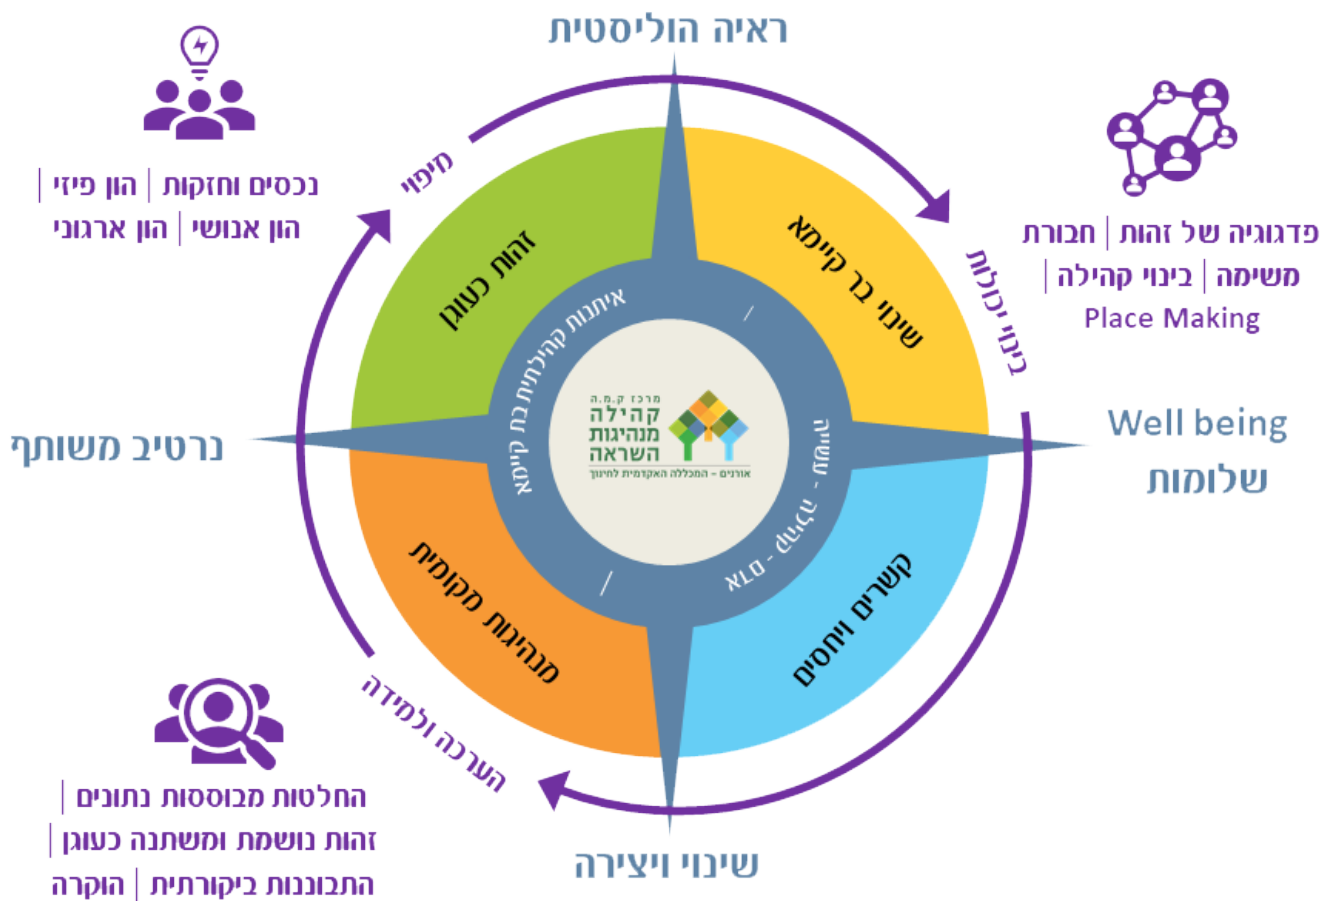 ראיה הוליסטית
נכסים וחזקות | הון פיזי |
הון אנושי | הון ארגוני
מיפוי
פדגוגיה של זהות | חבורת
משימה | בינוי קהילה |
Place Making
בינוי יכולות
זהות כעוגן
שינוי בר קיימא
איתנות קהילתית בת קיימא
אדם - קהילה - עשייה
מרכז ק.מ.ה
קהילה
מנהיגות
השראה
אורנים – המכללה האקדמית לחינוך
Well being
שלומות
נרטיב משותף
מנהיגות מקומית
קשרים ויחסים
הערכה ולמידה
החלטות מבוססות נתונים |
זהות נושמת ומשתנה כעוגן |
התבוננות ביקורתית | הוקרה
שינוי ויצירה